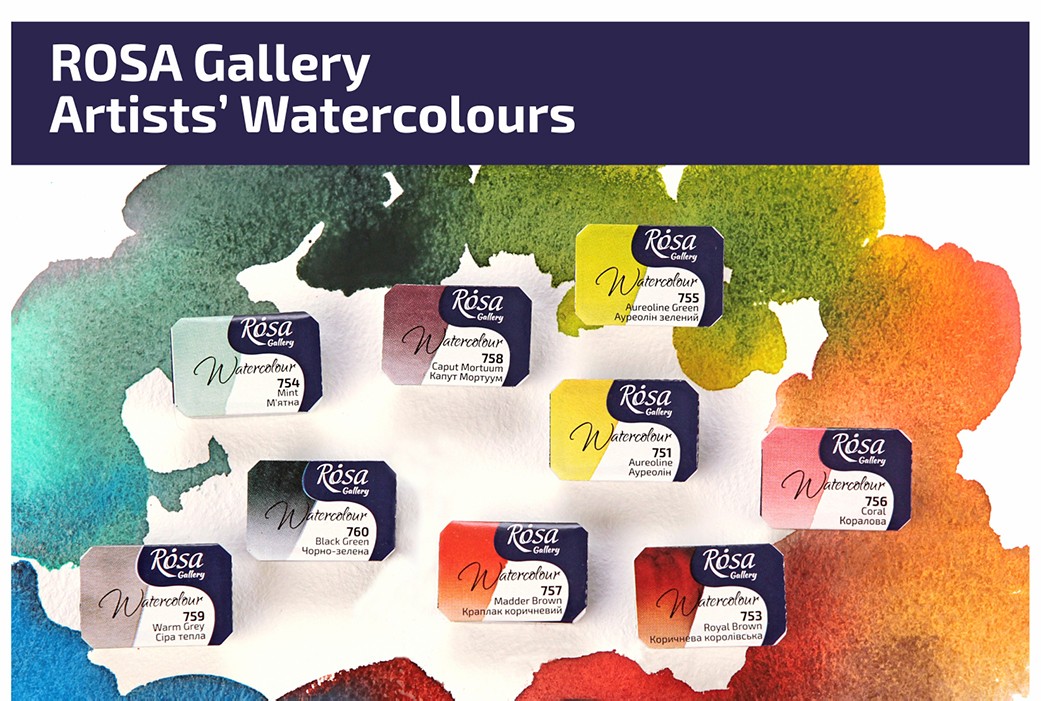 ROSA Gallery
Artists’ Watercolours
Rosa
Gallery
Watercolour
755
Aureoline Green
Ауреолін зелений
Rosa
Gallery
Watercolour
758
Caput Mortuum
Капут Мортуум
Rosa
Gallery
Watercolour
754
Mint
М'ятна
Rosa
Gallery
Watercolour
751
Aureoline
Ауреолін
Rosa
Gallery
Watercolour
756
Coral
Коралова
Rosa
Gallery
Watercolour
760
Black Green
Чорно-зелена
Rosa
Gallery
Watercolour
757
Madder Brown
Краплак коричневий
Rosa
Gallery
Watercolour
759
Warm Grey
Сіра тепла
Rosa
Gallery
Watercolour
753
Royal Brown
Коричнева королівська